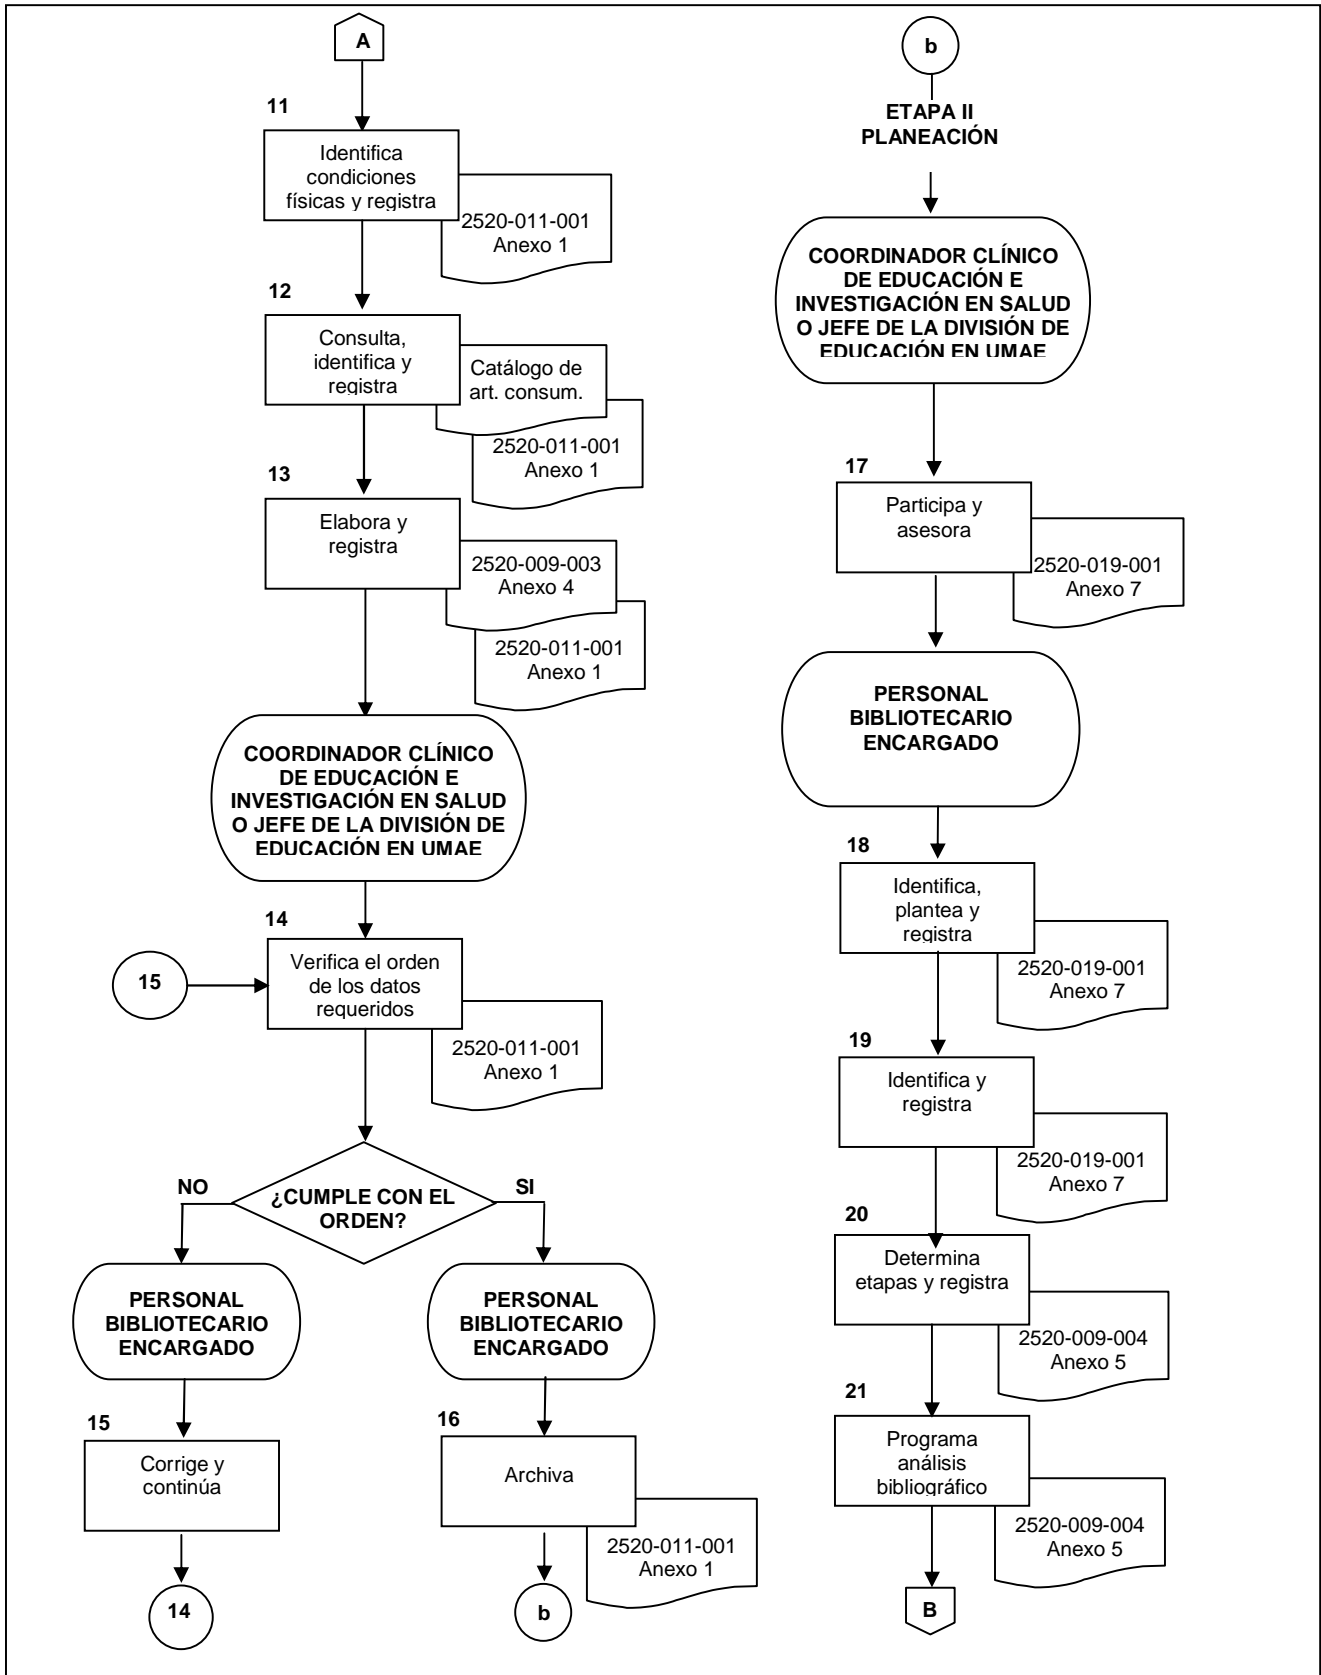 A
11
Identifica
condiciones
físicas y registra
2520-011-001
Anexo 1
12
Consulta,
identifica y
registra
Catálogo de
art. consum.
2520-011-001
Anexo 1
13
Elabora y
registra
2520-009-003
Anexo 4
2520-011-001
Anexo 1
COORDINADOR CLÍNICO
DE EDUCACIÓN E
INVESTIGACIÓN EN SALUD
O JEFE DE LA DIVISIÓN DE
EDUCACIÓN EN UMAE
14
Verifica el orden
de los datos
requeridos
15
2520-011-001
Anexo 1
¿CUMPLE CON EL
ORDEN?
NO
SI
PERSONAL
BIBLIOTECARIO
ENCARGADO
15
Corrige y
continúa
14
PERSONAL
BIBLIOTECARIO
ENCARGADO
16
Archiva
2520-011-001
Anexo 1
b
b
ETAPA II
PLANEACIÓN
COORDINADOR CLÍNICO
DE EDUCACIÓN E
INVESTIGACIÓN EN SALUD
O JEFE DE LA DIVISIÓN DE
EDUCACIÓN EN UMAE
17
Participa y
asesora
2520-019-001
Anexo 7
PERSONAL
BIBLIOTECARIO
ENCARGADO
18
Identifica,
plantea y
registra
2520-019-001
Anexo 7
19
Identifica y
registra
2520-019-001
Anexo 7
20
Determina
etapas y registra
2520-009-004
Anexo 5
21
Programa
análisis
bibliográfico
2520-009-004
Anexo 5
B